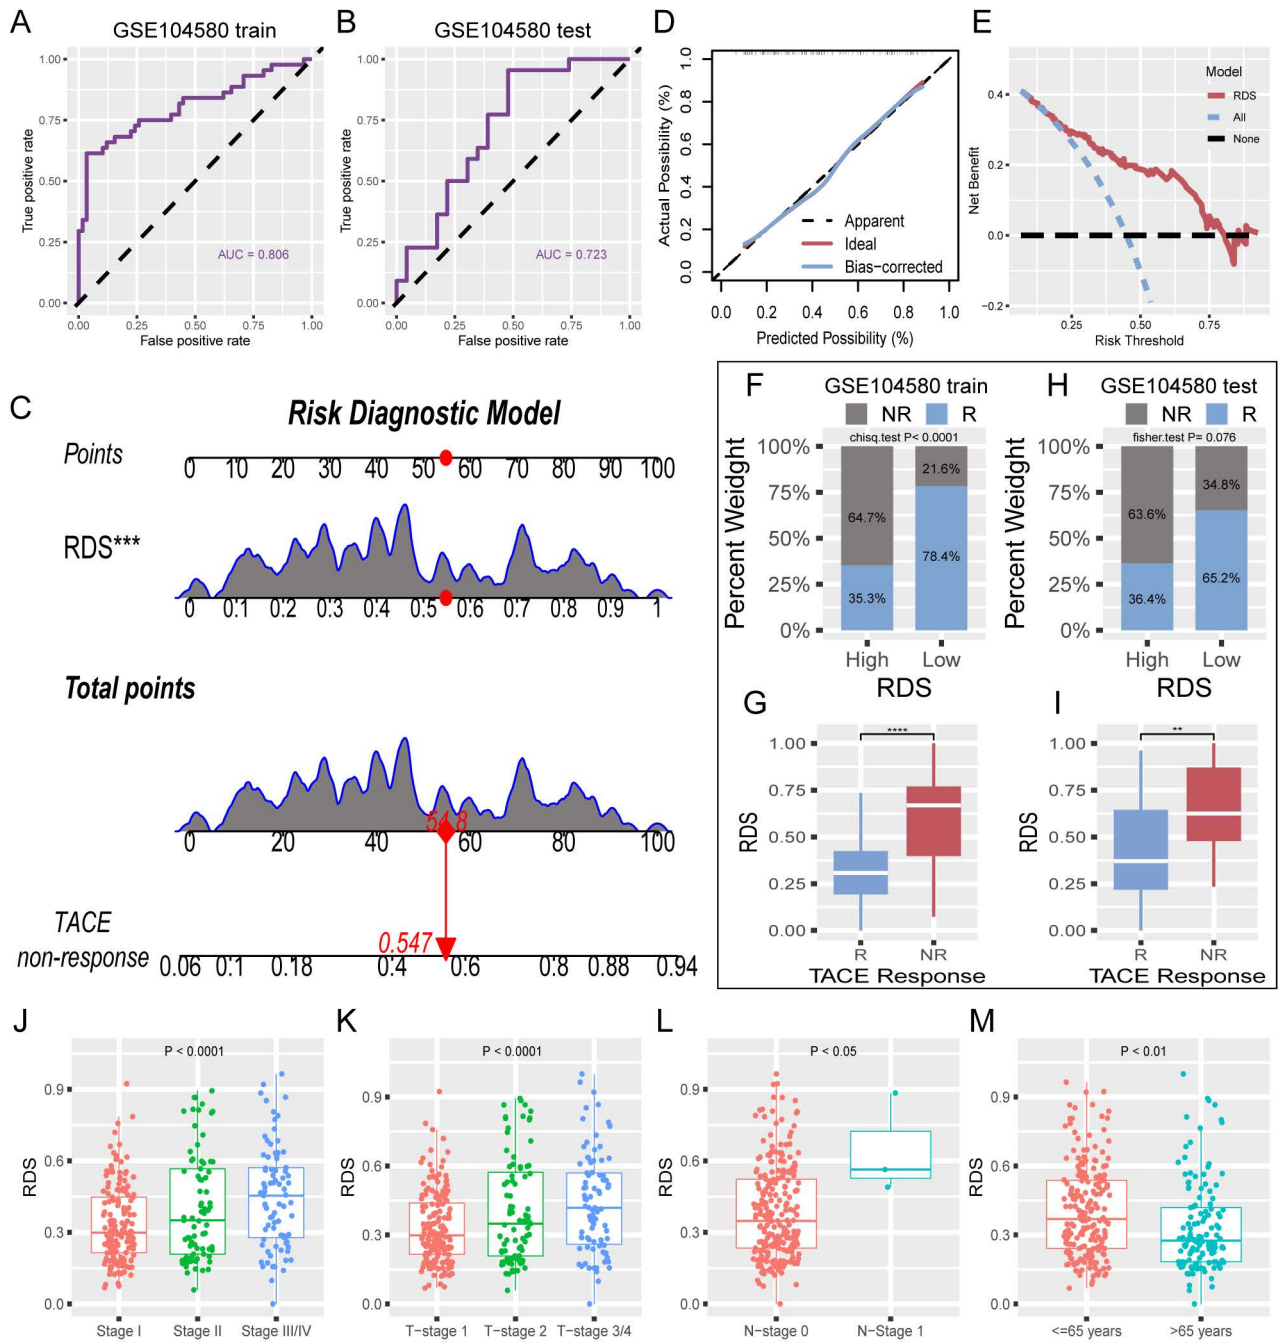 A
GSE104580 train
True positive rate
1.00
0.75
0.50
0.25
0.00
AUC = 0.806
0.00 0.25 0.50 0.75 1.00
False positive rate
B
GSE104580 test
True positive rate
1.00
0.75
0.50
0.25
0.00
AUC = 0.723
0.00 0.25 0.50 0.75 1.00
False positive rate
D
Actual Possibility (%)
0.0 0.2 0.4 0.6 0.8 1.0
Apparent
Ideal
Bias-corrected
0.0 0.2 0.4 0.6 0.8 1.0
Predicted Possibility (%)
E
Net Benefit
0.4
0.2
0.0
−0.2
Model
RDS
All
None
0.25 0.50 0.75
Risk Threshold
C
Risk Diagnostic Model
Points
0 10 20 30 40 50 60 70 80 90 100
RDS***
0 0.1 0.2 0.3 0.4 0.5 0.6 0.7 0.8 0.9 1
Total points
54.8
0 20 40 60 80 100
TACE
non-response
0.547
0.06 0.1 0.18 0.4 0.6 0.8 0.88 0.94
F
GSE104580 train
NR R
chisq.test P< 0.0001
Percent Weidght
100%
75%
50%
25%
0%
64.7%
35.3%
21.6%
78.4%
High Low
RDS
H
GSE104580 test
NR R
fisher.test P= 0.076
Percent Weidght
100%
75%
50%
25%
0%
63.6%
36.4%
34.8%
65.2%
High Low
RDS
G
RDS
1.00
0.75
0.50
0.25
0.00
****
R NR
TACE Response
I
RDS
1.00
0.75
0.50
0.25
0.00
**
R NR
TACE Response
J
P < 0.0001
RDS
0.9
0.6
0.3
0.0
Stage I Stage II Stage III/IV
K
P < 0.0001
RDS
0.9
0.6
0.3
0.0
T-stage 1 T-stage 2 T-stage 3/4
L
P < 0.05
RDS
0.9
0.6
0.3
0.0
N-stage 0 N-Stage 1
M
P < 0.01
RDS
0.9
0.6
0.3
0.0
<=65 years >65 years